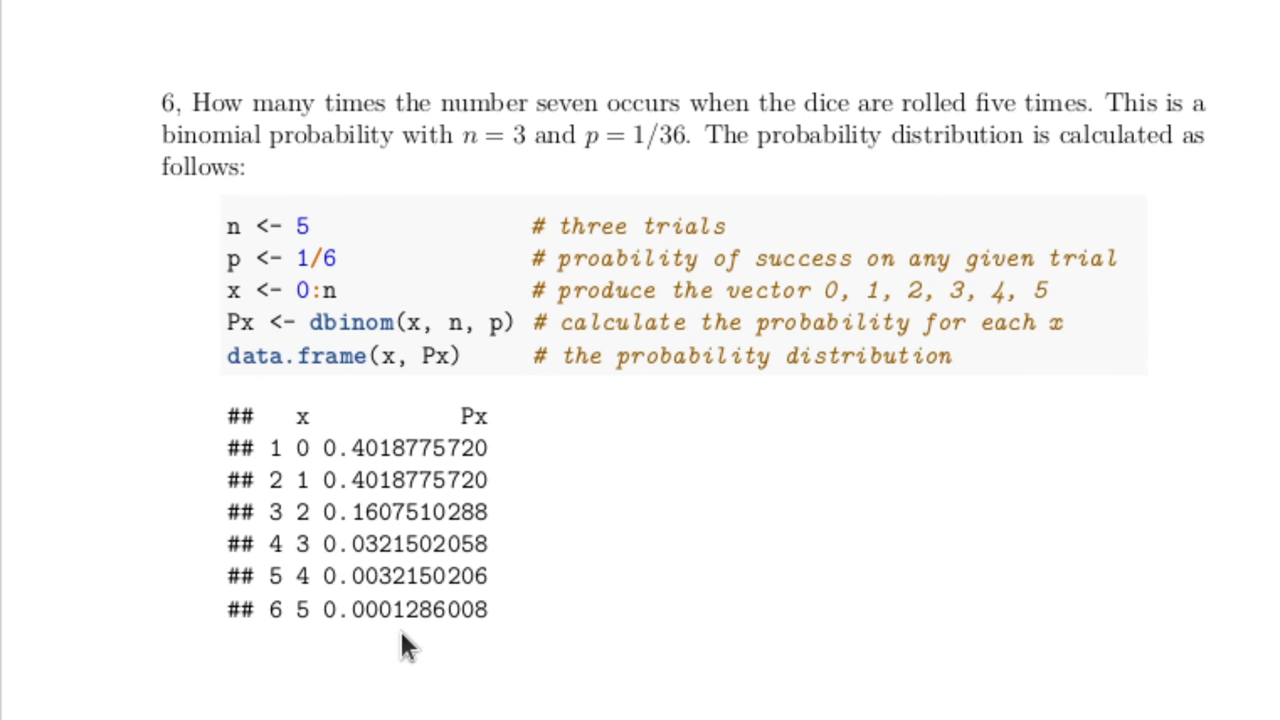 6, How many times the number seven occurs when the dice are rolled five times. This is a
binomial probability with n = 3 and p = 1/36. The probability distribution is calculated as
follows:
n <- 5 # three trials
p <- 1/6 # proability of success on any given trial
x <- 0:n # produce the vector 0, 1, 2, 3, 4, 5
Px <- dbinom(x, n, p) # calculate the probability for each x
data.frame(x, Px) # the probability distribution
## x Px
## 1 0 0.4018775720
## 2 1 0.4018775720
## 3 2 0.1607510288
## 4 3 0.0321502058
## 5 4 0.0032150206
## 6 5 0.0001286008